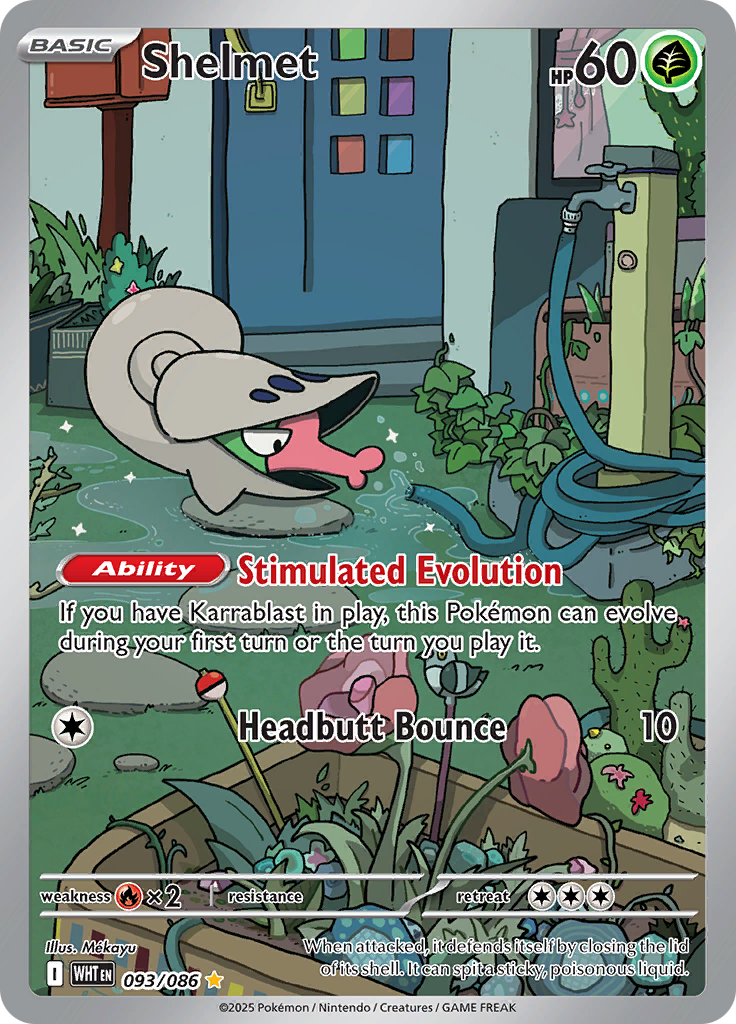 BASIC
Shelmet
HP 60
Ability Stimulated Evolution
If you have Karrablast in play, this Pokémon can evolve
during your first turn or the turn you play it.
Headbutt Bounce 10
weakness ×2 resistance retreat
Illus. Mékayu
When attacked, it defends itself by closing the lid
of its shell. It can spit a sticky, poisonous liquid.
I WHT EN 093/086
©2025 Pokémon / Nintendo / Creatures / GAME FREAK